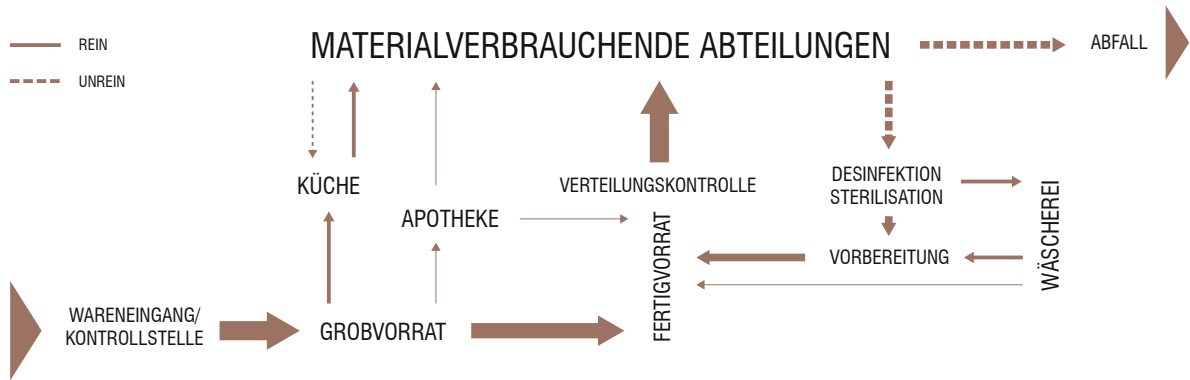 REIN
UNREIN
MATERIALVERBRAUCHENDE ABTEILUNGEN
ABFALL
KÜCHE
APOTHEKE
VERTEILUNGSKONTROLLE
FERTIGVORRAT
DESINFEKTION
STERILISATION
VORBEREITUNG
WÄSCHEREI
WARENEINGANG/
KONTROLLSTELLE
GROBVORRAT